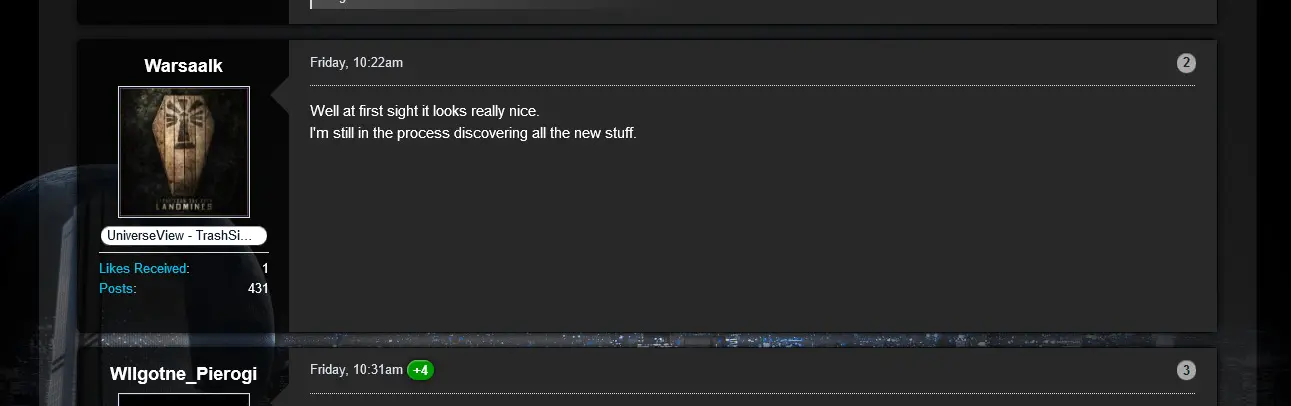 Warsaalk
Friday, 10:22am
2
Well at first sight it looks really nice.
I'm still in the process discovering all the new stuff.
LANDMINES
UniverseView - TrashSi...
Likes Received: 1
Posts: 431
Wilgotne_Pierogi
Friday, 10:31am +4
3